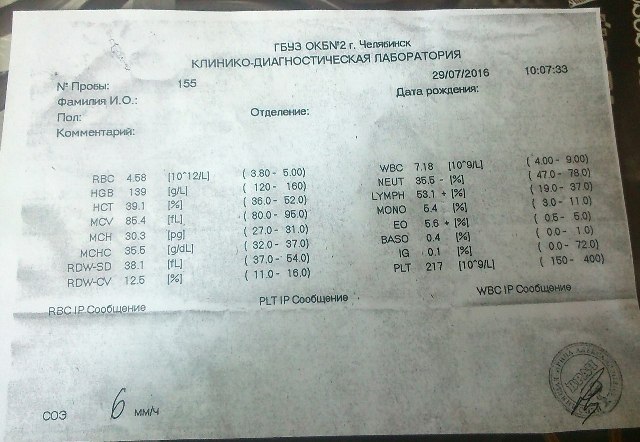 ГБУЗ ОКБ№2 г. Челябинск
КЛИНИКО-ДИАГНОСТИЧЕСКАЯ ЛАБОРАТОРИЯ
29/07/2016 10:07:33
№ Пробы: 155
Дата рождения:
Фамилия И.О.:
Пол: Отделение:
Комментарий:
RBC 4.58 [10^12/L] ( 3.80 - 5.00)
HGB 139 [g/L] ( 120 - 160)
HCT 39.1 [%] ( 36.0 - 52.0)
MCV 85.4 [fL] ( 80.0 - 95.0)
MCH 30.3 [pg] ( 27.0 - 31.0)
MCHC 35.5 [g/dL] ( 32.0 - 37.0)
RDW-SD 38.1 [fL] ( 37.0 - 54.0)
RDW-CV 12.5 [%] ( 11.0 - 16.0)
WBC 7.18 [10^9/L] ( 4.00 - 9.00)
NEUT 35.5 - [%] ( 47.0 - 78.0)
LYMPH 53.1 + [%] ( 19.0 - 37.0)
MONO 5.4 [%] ( 3.0 - 11.0)
EO 5.6 + [%] ( 0.5 - 5.0)
BASO 0.4 [%] ( 0.0 - 1.0)
IG 0.1 [%] ( 0.0 - 72.0)
PLT 217 [10^9/L] ( 150 - 400)
RBC IP Сообщение PLT IP Сообщение WBC IP Сообщение
СОЭ 6 мм/ч